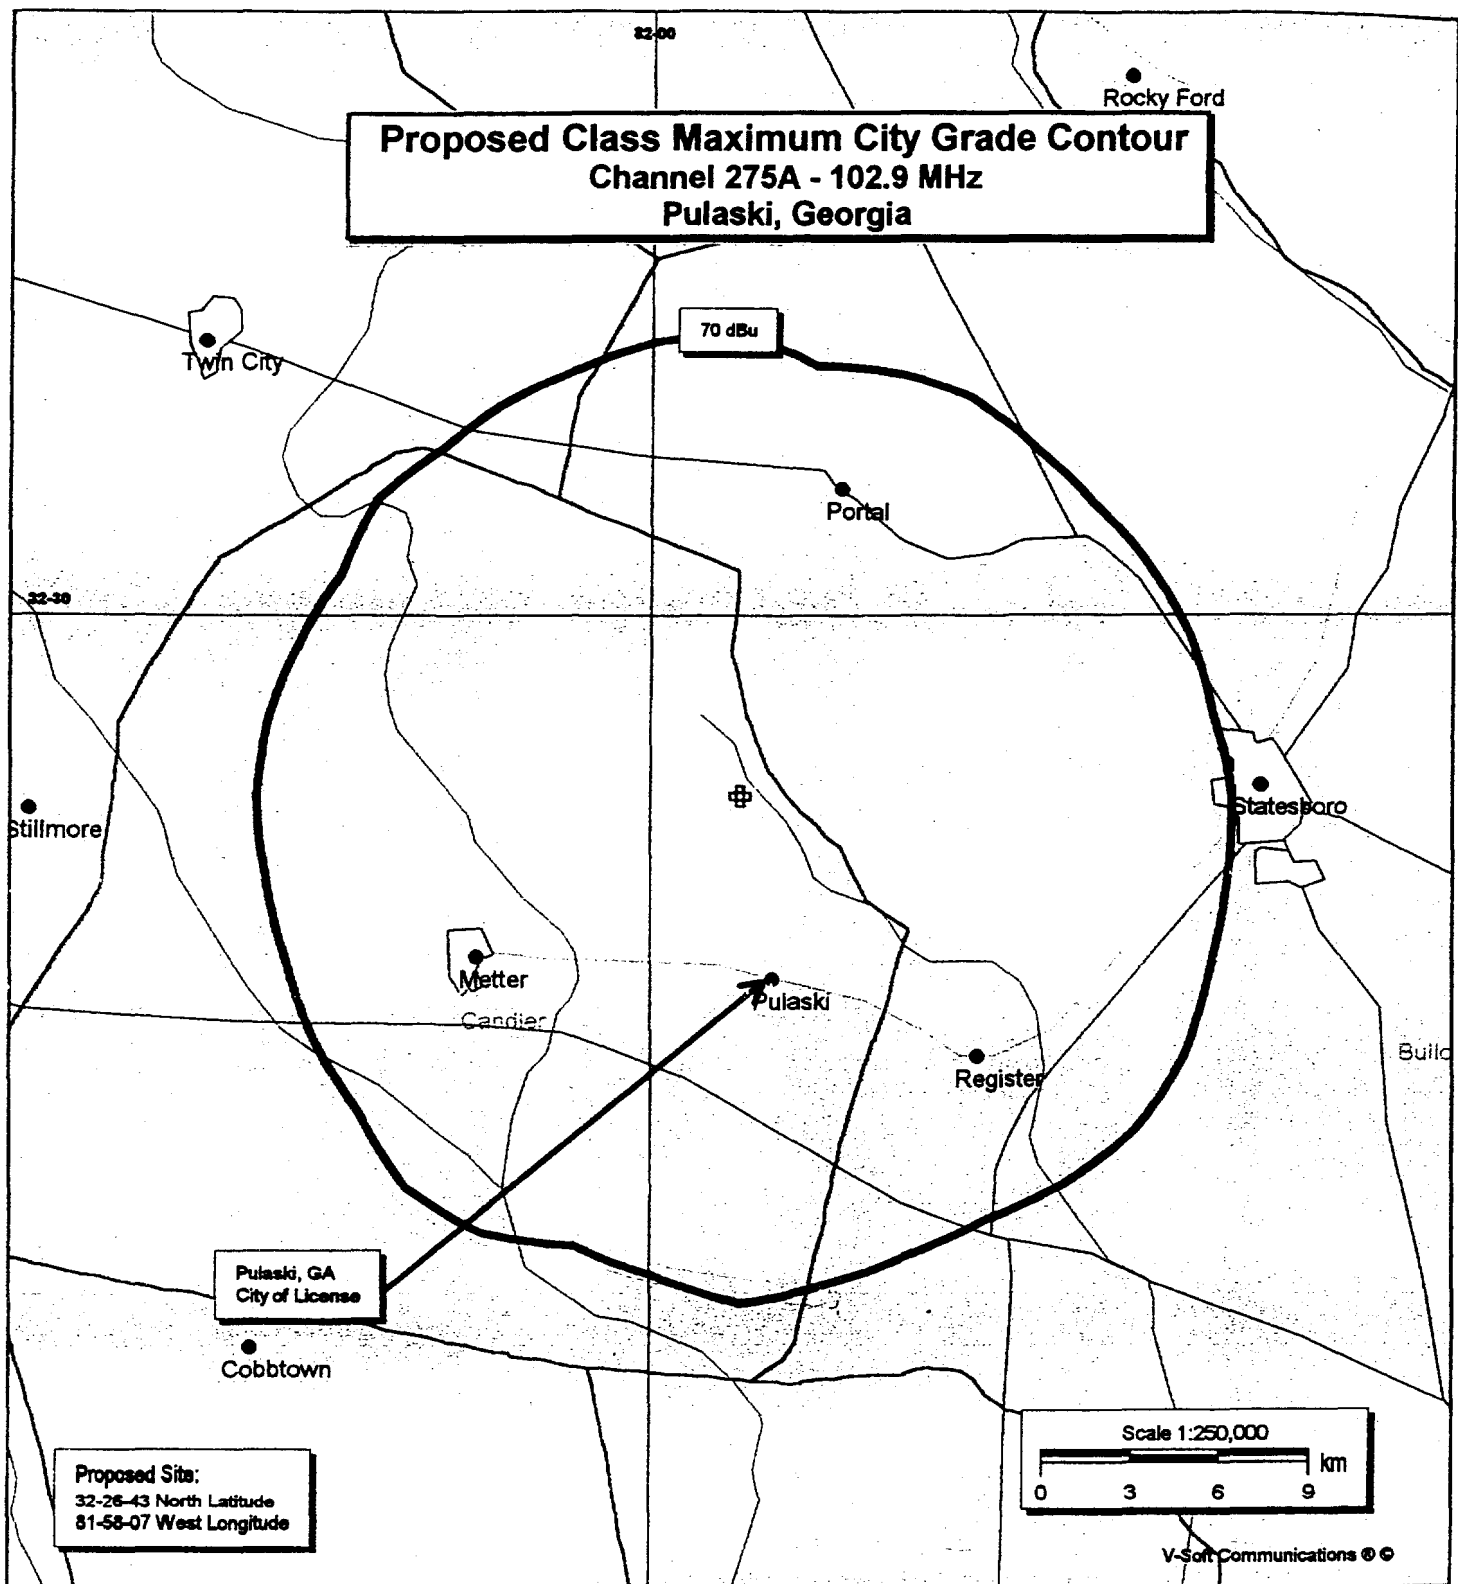 82-00
Rocky Ford
Proposed Class Maximum City Grade Contour
Channel 275A - 102.9 MHz
Pulaski, Georgia
70 dBu
Twin City
Portal
32-30
Statesboro
Stillmore
Metter
Pulaski
Candler
Build
Register
Pulaski, GA
City of License
Cobbtown
Scale 1:250,000
km
0 3 6 9
Proposed Site:
32-26-43 North Latitude
81-58-07 West Longitude
V-Soft Communications ® ©